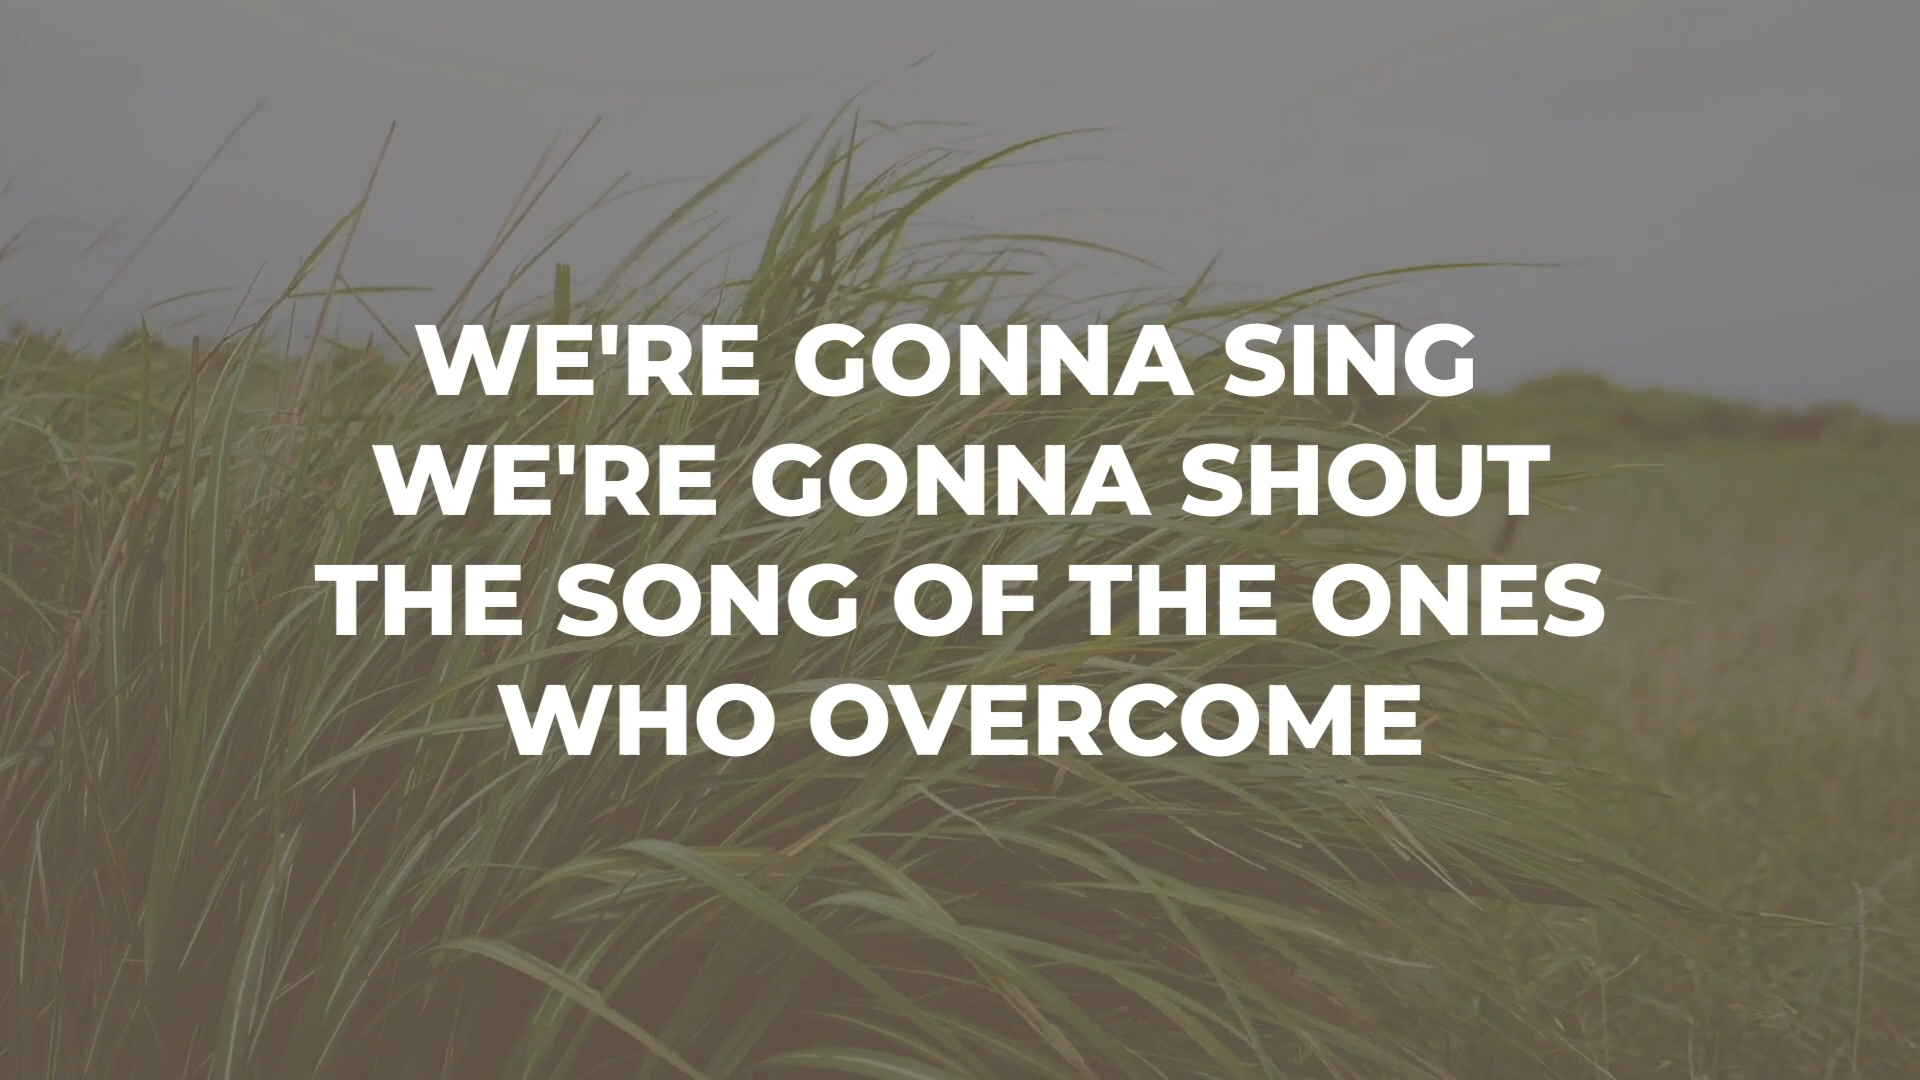 WE'RE GONNA SING
WE'RE GONNA SHOUT
THE SONG OF THE ONES
WHO OVERCOME